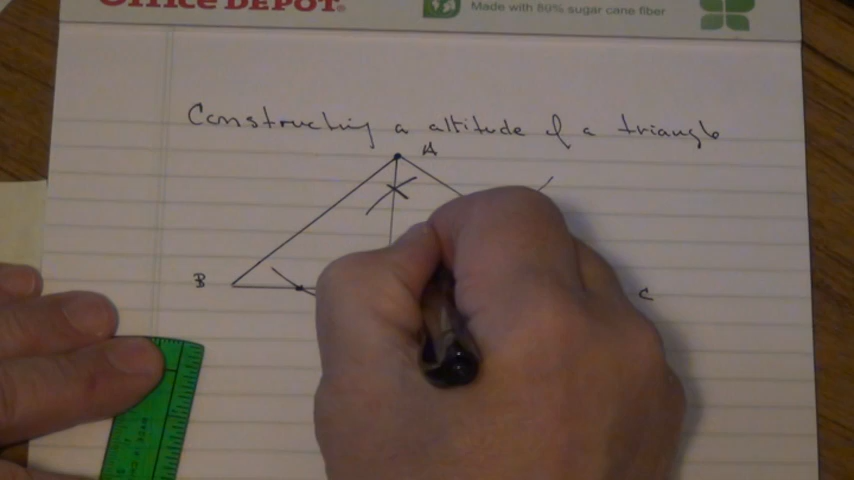 Office DEPOT®
Made with 80% sugar cane fiber
Constructing a altitude of a triangle
A
B
C